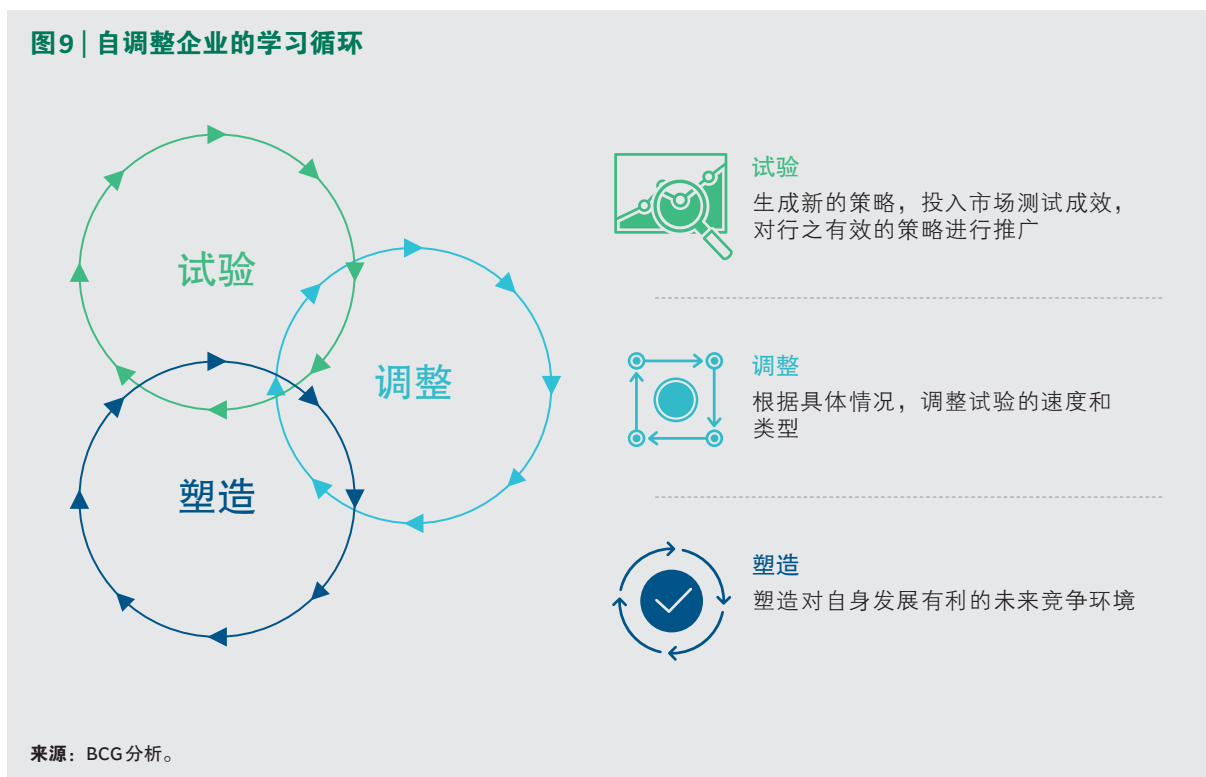 图9 | 自调整企业的学习循环
试验
调整
塑造
试验
生成新的策略，投入市场测试成效，
对行之有效的策略进行推广
调整
根据具体情况，调整试验的速度和
类型
塑造
塑造对自身发展有利的未来竞争环境
来源：BCG分析。